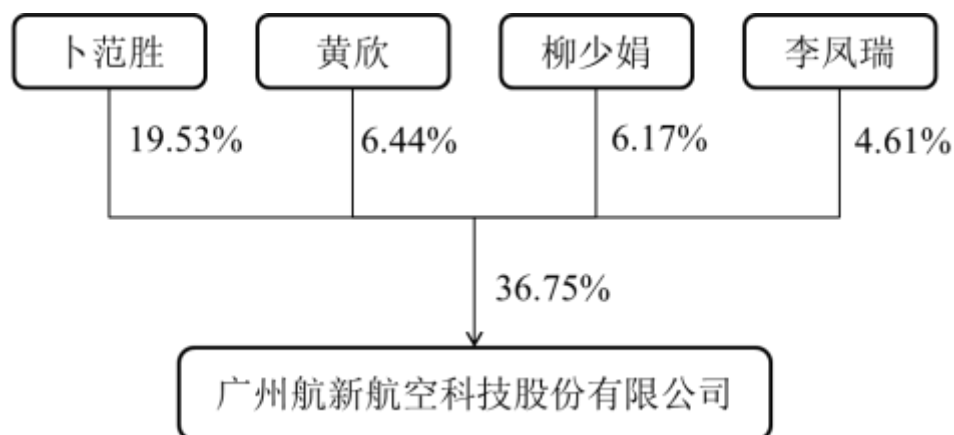 卜范胜
黄欣
柳少娟
李凤瑞
19.53%
6.44%
6.17%
4.61%
36.75%
广州航新航空科技股份有限公司